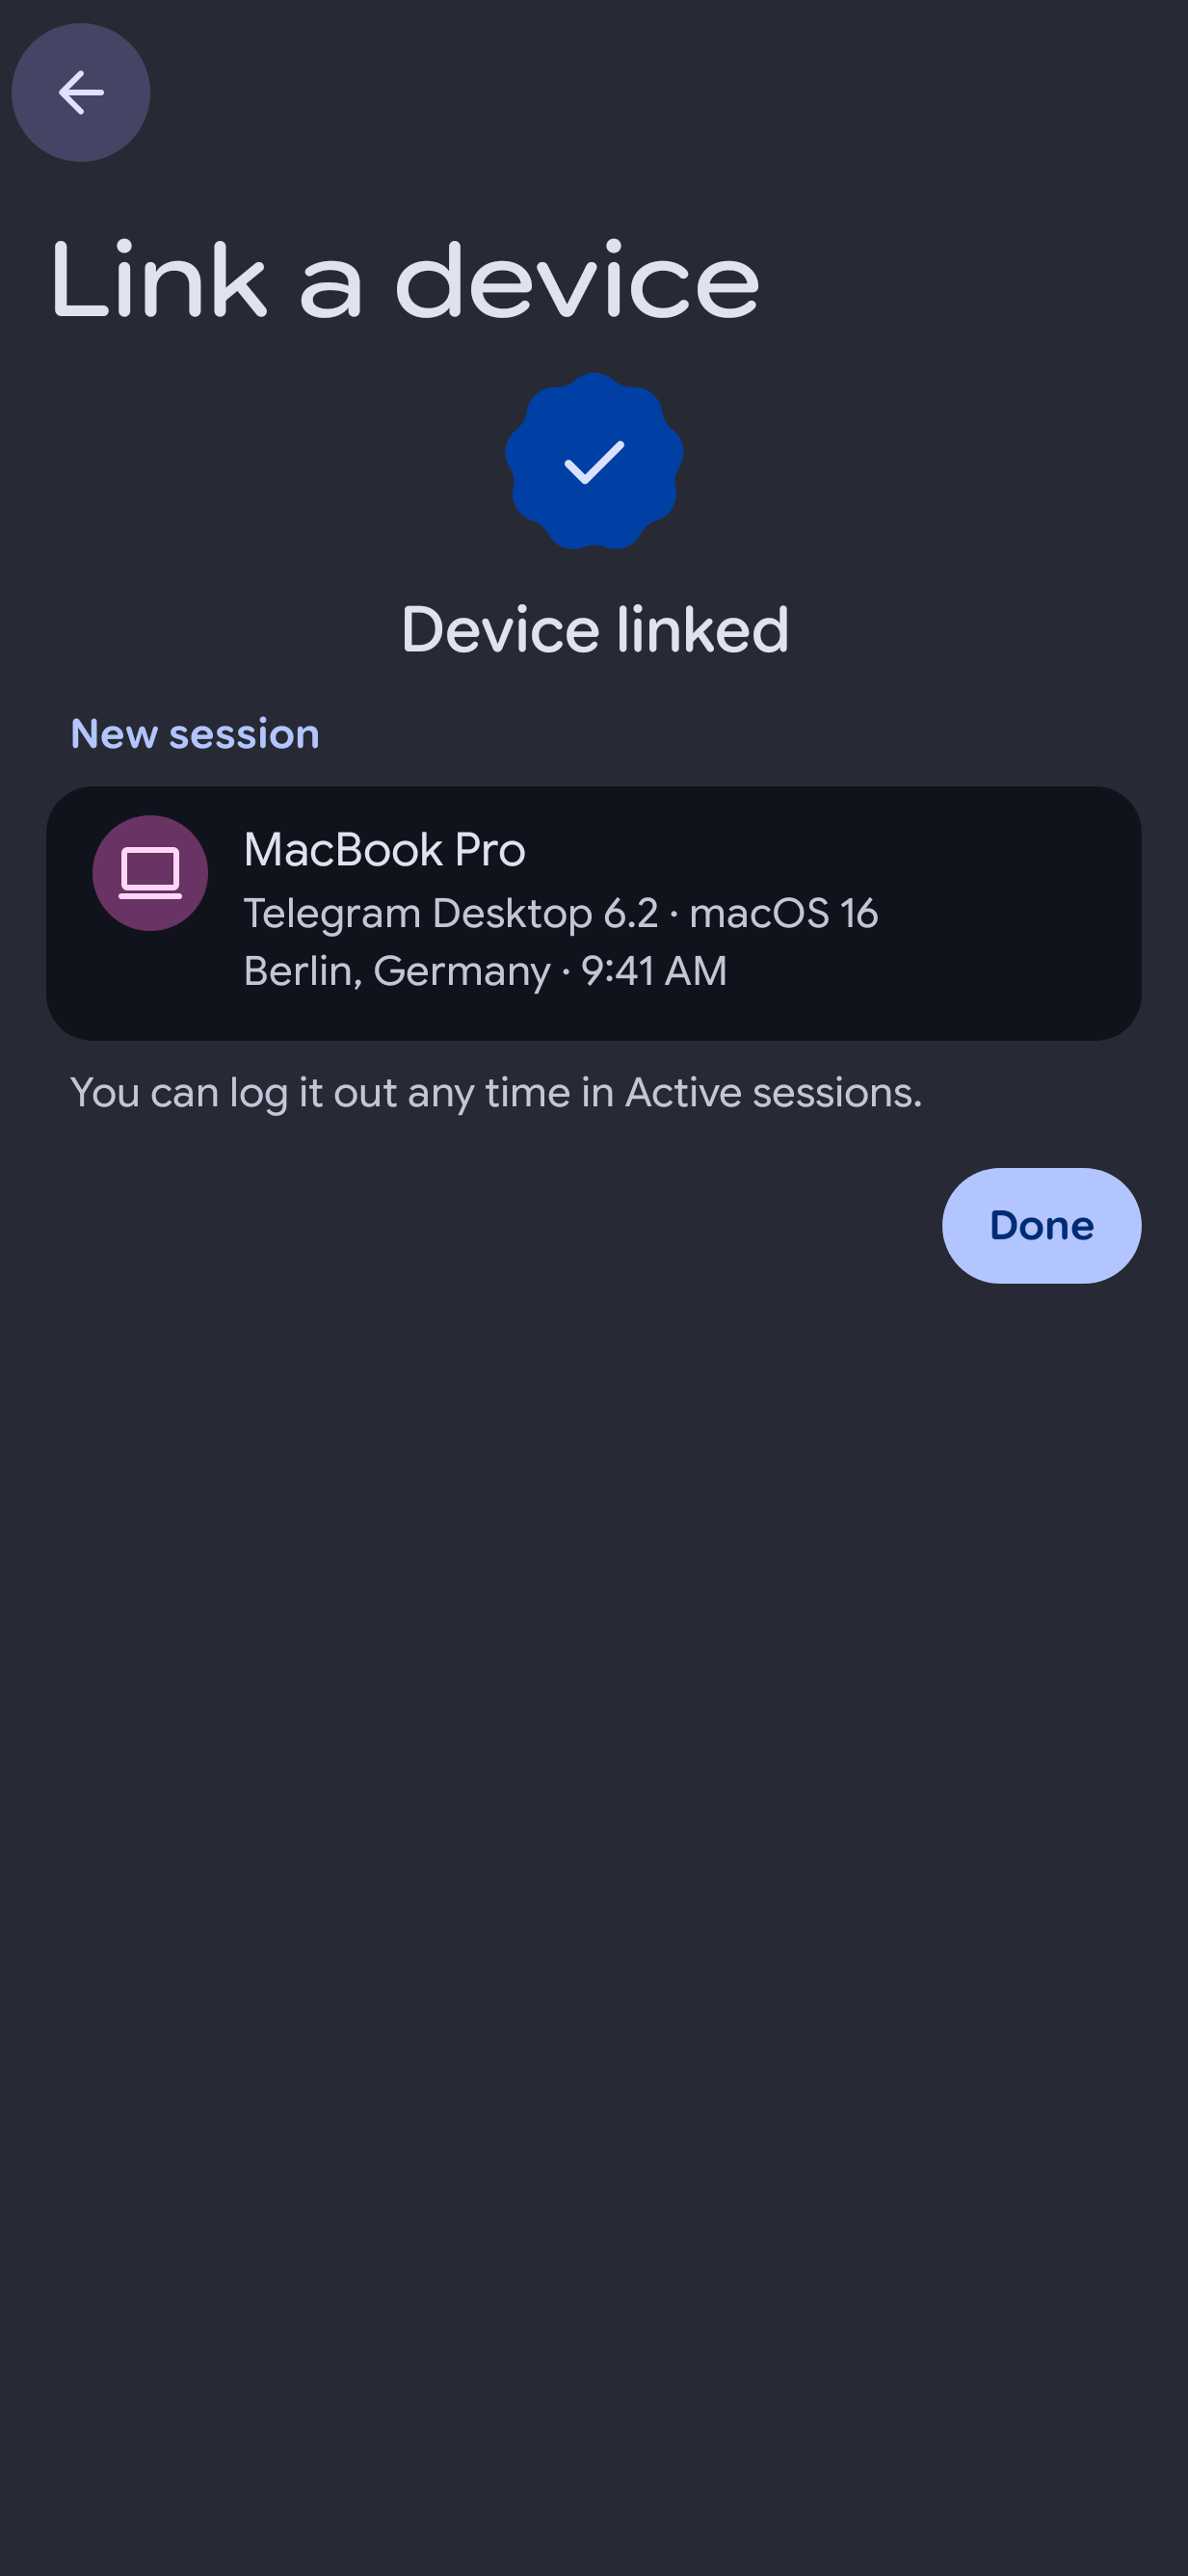 Link a device
Device linked
New session
MacBook Pro
Telegram Desktop 6.2 · macOS 16
Berlin, Germany · 9:41 AM
You can log it out any time in Active sessions.
Done